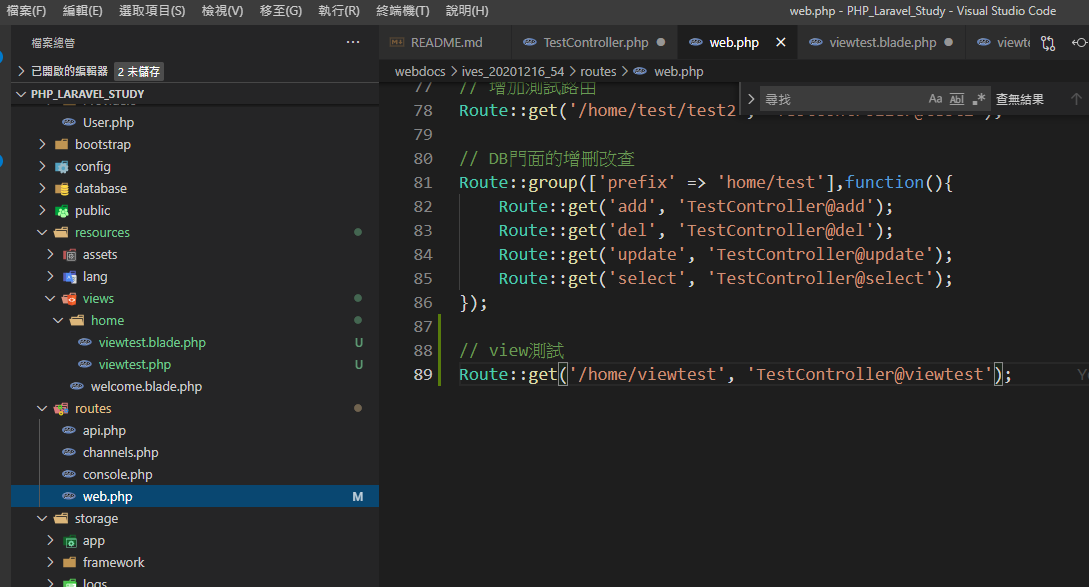 檔案(F) 編輯(E) 選取項目(S) 檢視(V) 移至(G) 執行(R) 終端機(T) 說明(H) web.php - PHP_Laravel_Study - Visual Studio Code
檔案總管 ...
已開啟的編輯器 2 未儲存
PHP_LARAVEL_STUDY
User.php
bootstrap
config
database
public
resources
assets
lang
views
home
viewtest.blade.php U
viewtest.php U
welcome.blade.php
routes
api.php
channels.php
console.php
web.php M
storage
app
framework
logs
README.md TestController.php web.php viewtest.blade.php
webdocs > ives_20201216_54 > routes > web.php
尋找 Aa Abl .* 查無結果
77 // 增加測試路由
78 Route::get('/home/test/test2
79
80 // DB門面的增刪改查
81 Route::group(['prefix' => 'home/test'],function(){
82 Route::get('add', 'TestController@add');
83 Route::get('del', 'TestController@del');
84 Route::get('update', 'TestController@update');
85 Route::get('select', 'TestController@select');
86 });
87
88 // view測試
89 Route::get('/home/viewtest', 'TestController@viewtest');